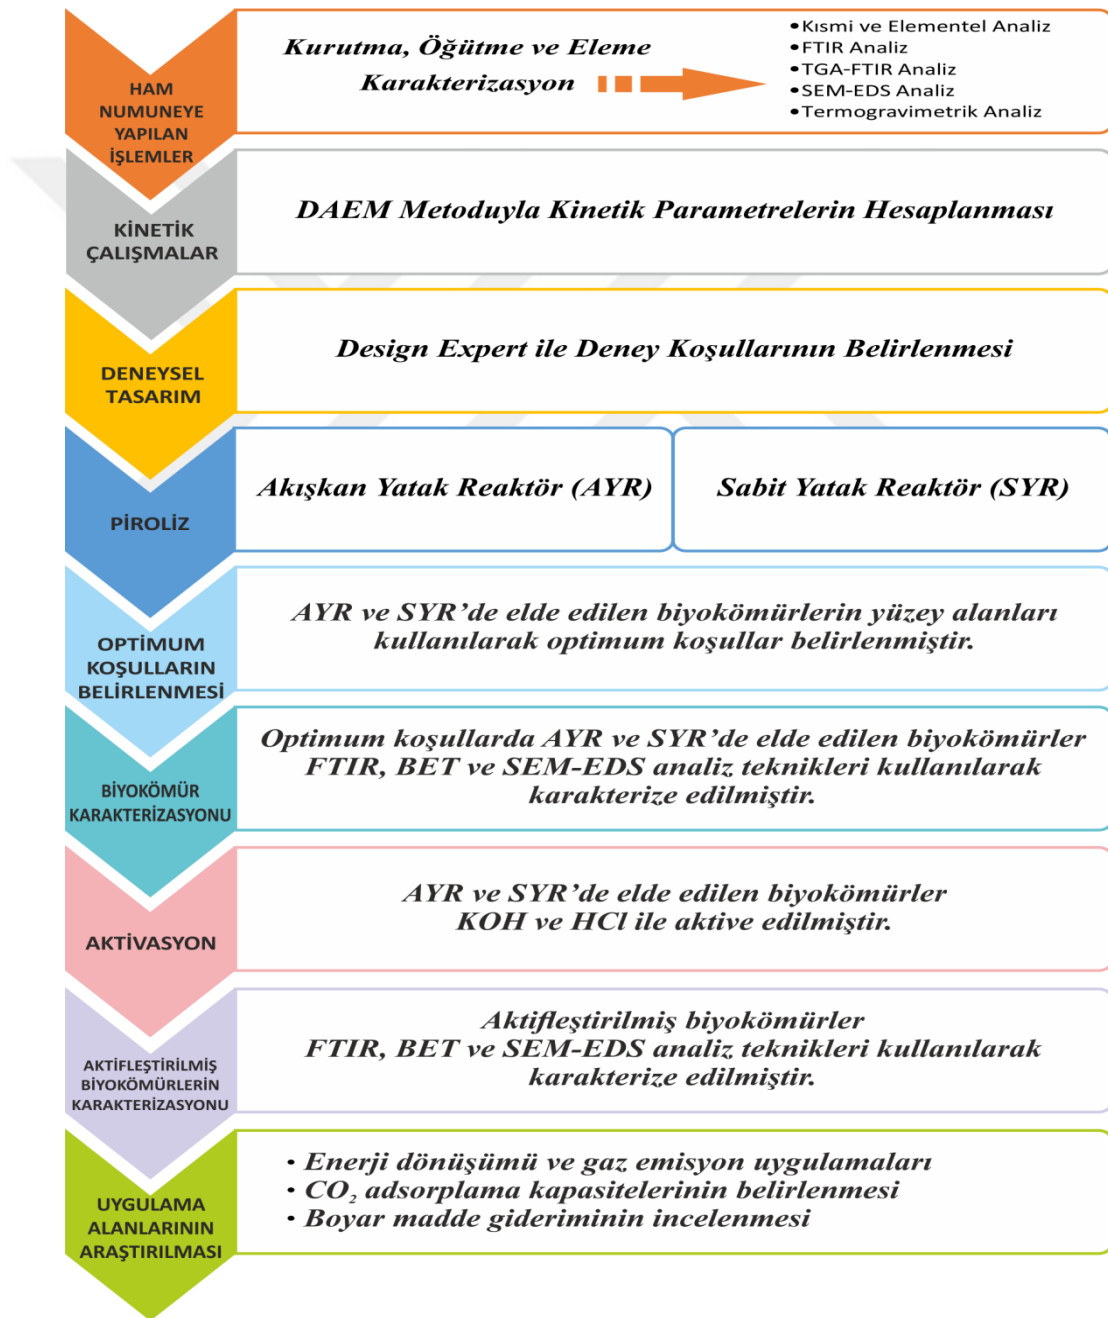 HAM
NUMUNEYE
YAPILAN
İŞLEMLER
Kurutma, Öğütme ve Eleme
Karakterizasyon
•Kısmi ve Elementel Analiz
•FTIR Analiz
•TGA-FTIR Analiz
•SEM-EDS Analiz
•Termogravimetrik Analiz
KİNETİK
ÇALIŞMALAR
DAEM Metoduyla Kinetik Parametrelerin Hesaplanması
DENEYSEL
TASARIM
Design Expert ile Deney Koşullarının Belirlenmesi
PİROLİZ
Akışkan Yatak Reaktör (AYR)
Sabit Yatak Reaktör (SYR)
OPTİMUM
KOŞULLARIN
BELİRLENMESİ
AYR ve SYR’de elde edilen biyokömürlerin yüzey alanları
kullanılarak optimum koşullar belirlenmiştir.
BİYOKÖMÜR
KARAKTERİZASYONU
Optimum koşullarda AYR ve SYR’de elde edilen biyokömürler
FTIR, BET ve SEM-EDS analiz teknikleri kullanılarak
karakterize edilmiştir.
AKTİVASYON
AYR ve SYR’de elde edilen biyokömürler
KOH ve HCl ile aktive edilmiştir.
AKTİFLEŞTİRİLMİŞ
BİYOKÖMÜRLERİN
KARAKTERİZASYONU
Aktifleştirilmiş biyokömürler
FTIR, BET ve SEM-EDS analiz teknikleri kullanılarak
karakterize edilmiştir.
UYGULAMA
ALANLARININ
ARAŞTIRILMASI
• Enerji dönüşümü ve gaz emisyon uygulamaları
• CO₂ adsorplama kapasitelerinin belirlenmesi
• Boyar madde gideriminin incelenmesi